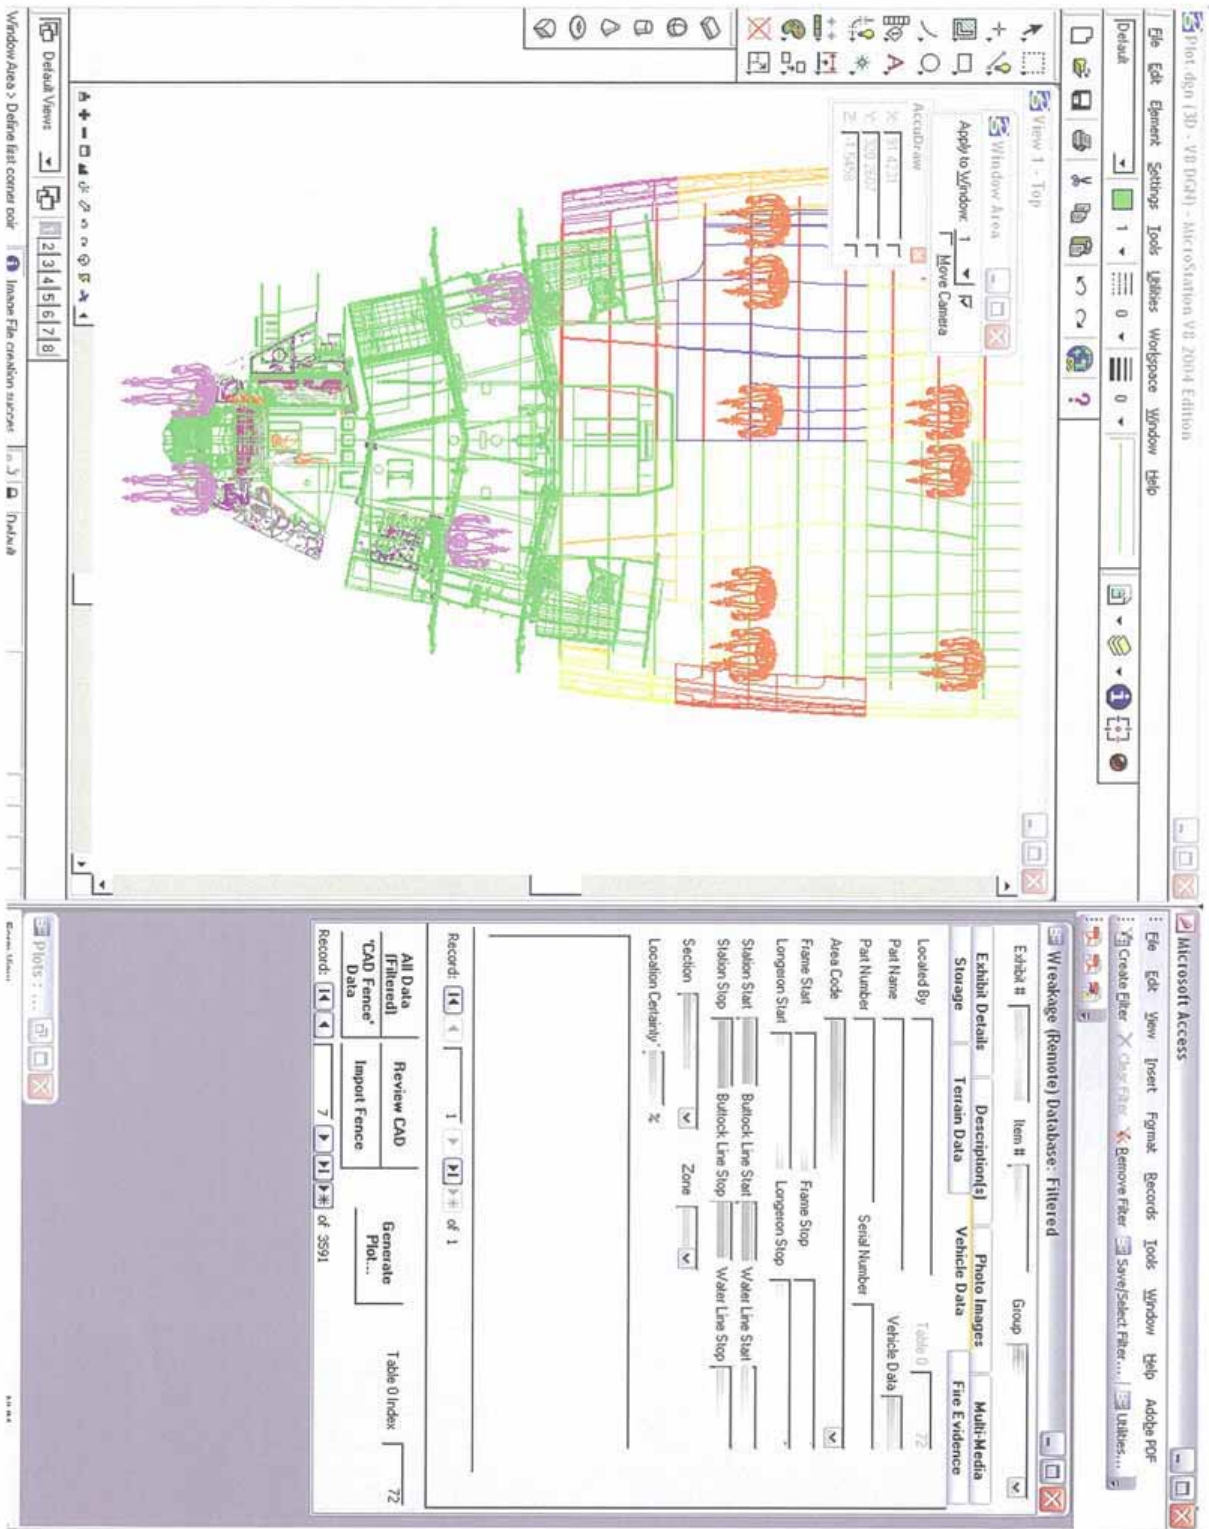 Plot.dgn (3D - V8 DGN) - MicroStation V8 2004 Edition
File Edit Element Settings Tools Utilities Workspace Window Help
Default 1 0 0
View 1 - Top
Window Area
Apply to Window: 1
Move Camera
AccuDraw
X: 91.4231
Y:
Z: -1.5458
Default Views 1 2 3 4 5 6 7 8
Window Area > Define first corner poir Image File creation succes Default
Microsoft Access
File Edit View Insert Format Records Tools Window Help Adobe PDF
Create Filter Clear Filter Remove Filter Save/Select Filter... Utilities...
Wreakage (Remote) Database: Filtered
Exhibit # Item # Group
Exhibit Details Description(s) Photo Images Multi-Media
Storage Terrain Data Vehicle Data Fire Evidence
Located By Table 0 72
Part Name Vehicle Data
Part Number Serial Number
Area Code
Frame Start Frame Stop
Longeron Start Longeron Stop
Station Start Buttock Line Start Water Line Start
Station Stop Buttock Line Stop Water Line Stop
Section Zone
Location Certainty %
Record: 1 of 1
All Data (Filtered) Review CAD Generate Plot... Table 0 Index 72
'CAD Fence' Data Import Fence
Record: 7 of 3591
Plots : ...